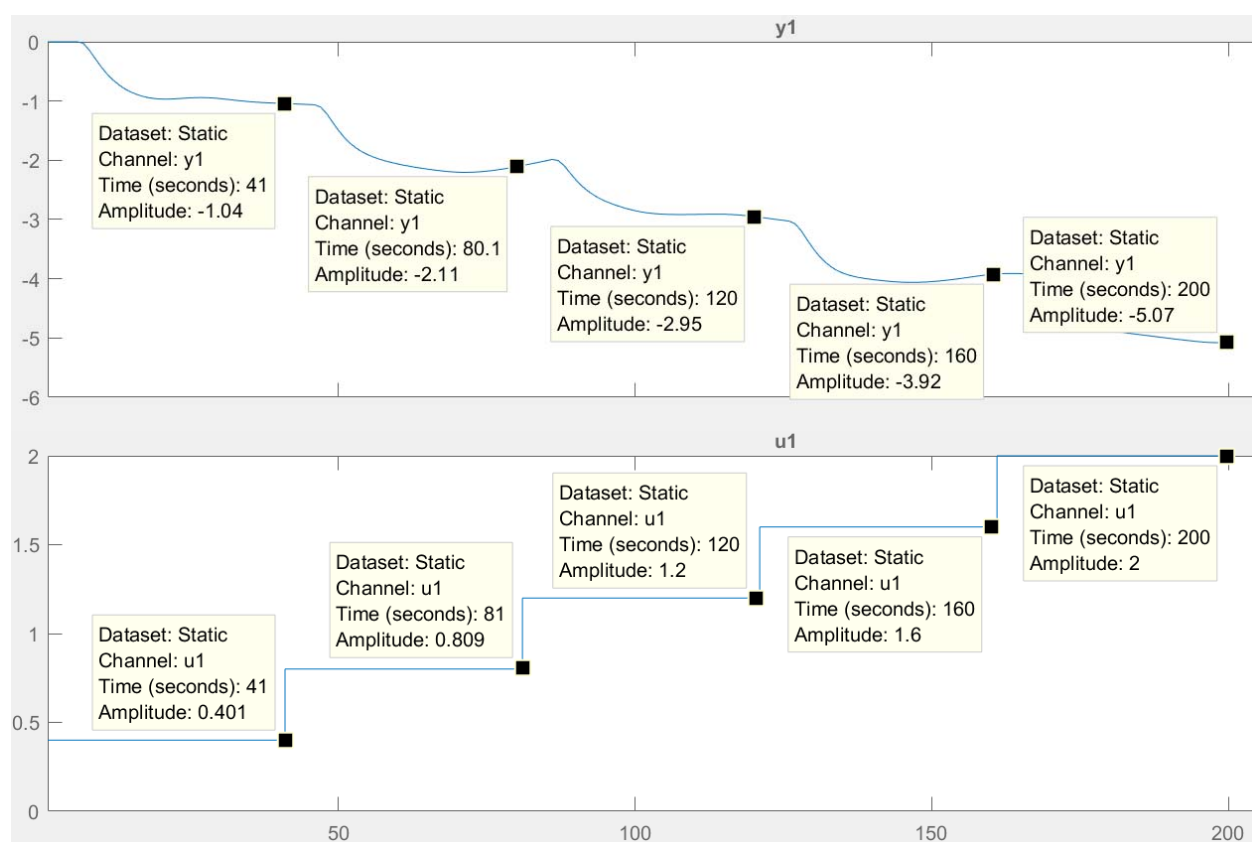 y1
0
-1
-2
-3
-4
-5
-6
Dataset: Static
Channel: y1
Time (seconds): 41
Amplitude: -1.04
Dataset: Static
Channel: y1
Time (seconds): 80.1
Amplitude: -2.11
Dataset: Static
Channel: y1
Time (seconds): 120
Amplitude: -2.95
Dataset: Static
Channel: y1
Time (seconds): 160
Amplitude: -3.92
Dataset: Static
Channel: y1
Time (seconds): 200
Amplitude: -5.07
u1
2
1.5
1
0.5
0
Dataset: Static
Channel: u1
Time (seconds): 41
Amplitude: 0.401
Dataset: Static
Channel: u1
Time (seconds): 81
Amplitude: 0.809
Dataset: Static
Channel: u1
Time (seconds): 120
Amplitude: 1.2
Dataset: Static
Channel: u1
Time (seconds): 160
Amplitude: 1.6
Dataset: Static
Channel: u1
Time (seconds): 200
Amplitude: 2
50
100
150
200